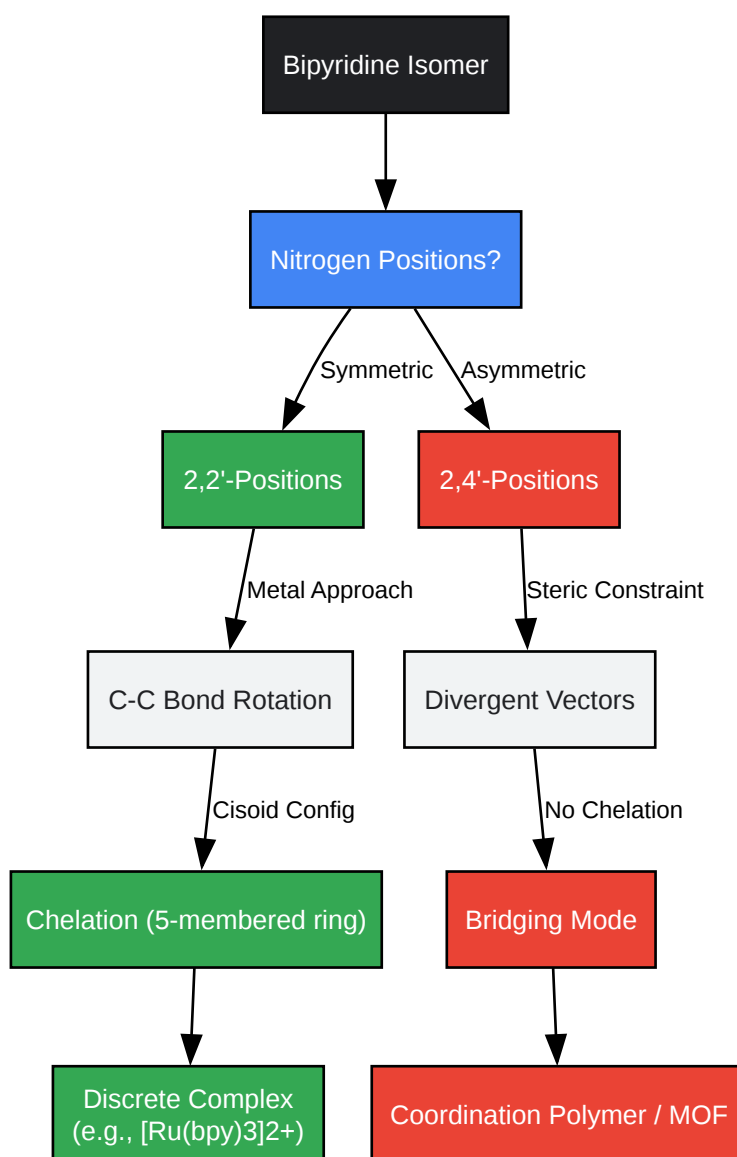 Bipyridine Isomer
Nitrogen Positions?
Symmetric
Asymmetric
2,2'-Positions
2,4'-Positions
Metal Approach
Steric Constraint
C-C Bond Rotation
Divergent Vectors
Cisoid Config
No Chelation
Chelation (5-membered ring)
Bridging Mode
Discrete Complex
(e.g., [Ru(bpy)3]2+)
Coordination Polymer / MOF